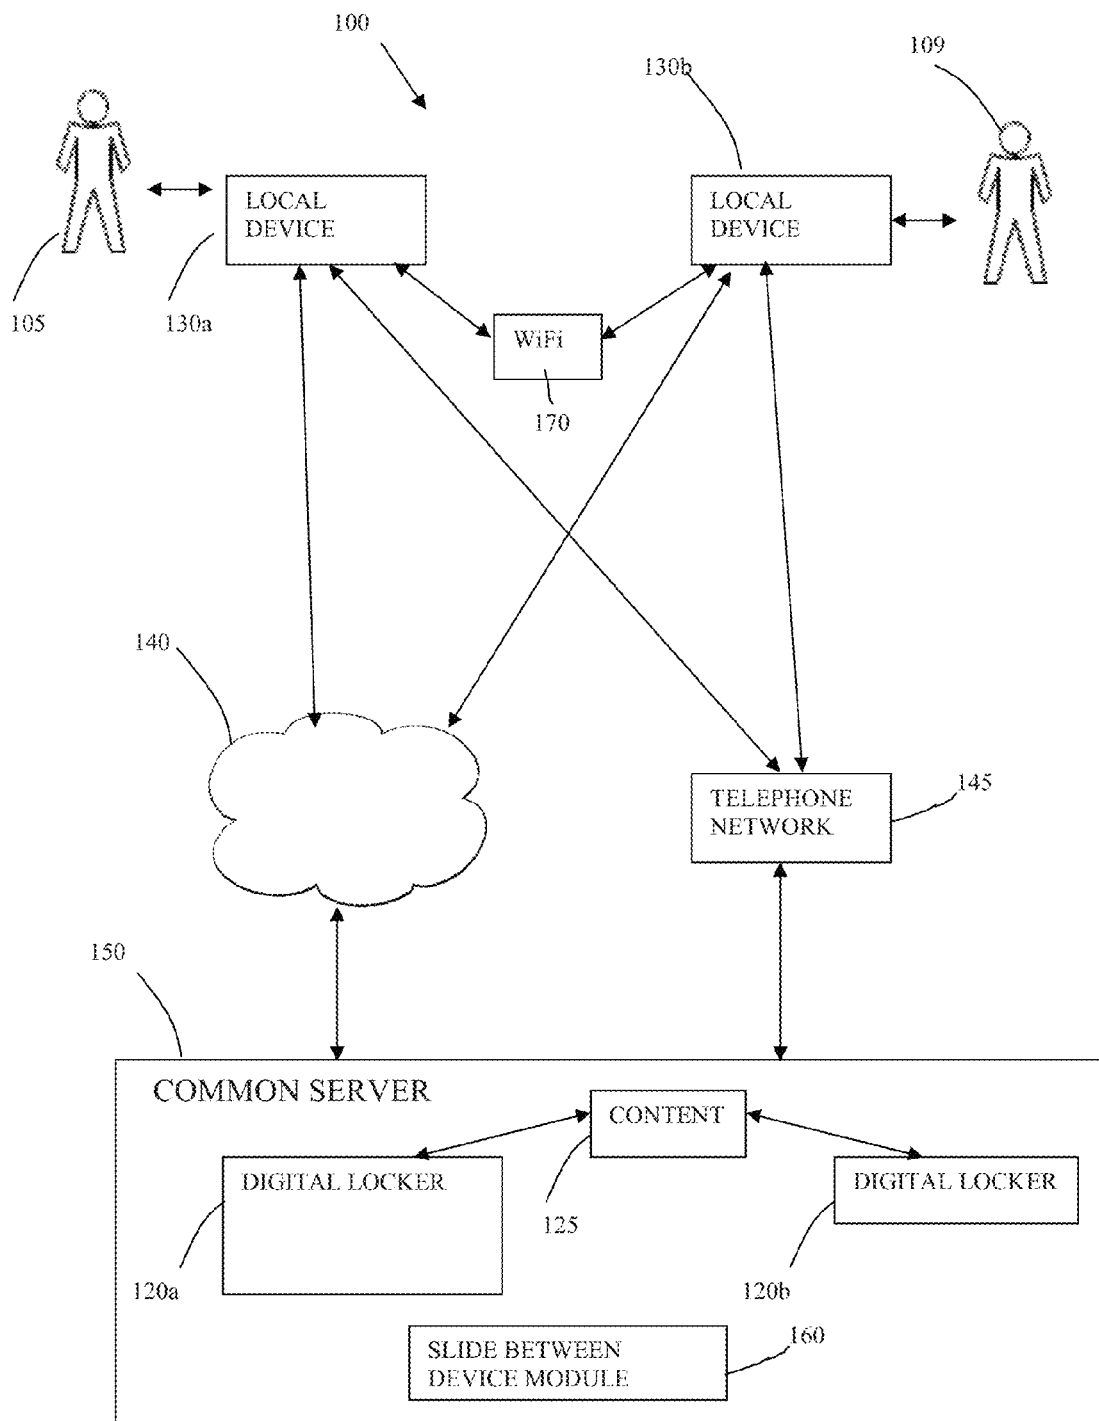 100
109
130b
LOCAL
DEVICE
LOCAL
DEVICE
105
130a
WiFi
170
140
145
TELEPHONE
NETWORK
150
COMMON SERVER
CONTENT
DIGITAL LOCKER
DIGITAL LOCKER
125
120a
120b
160
SLIDE BETWEEN
DEVICE MODULE